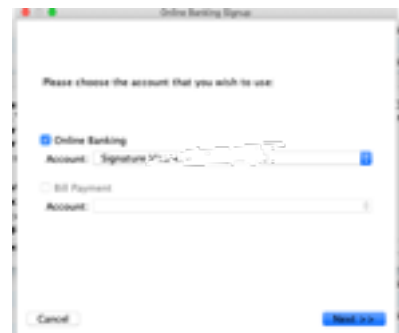 Online Banking Signup
Please choose the account that you wish to use:
Online Banking
Account: Signature
Bill Payment
Account:
Cancel
Next >>